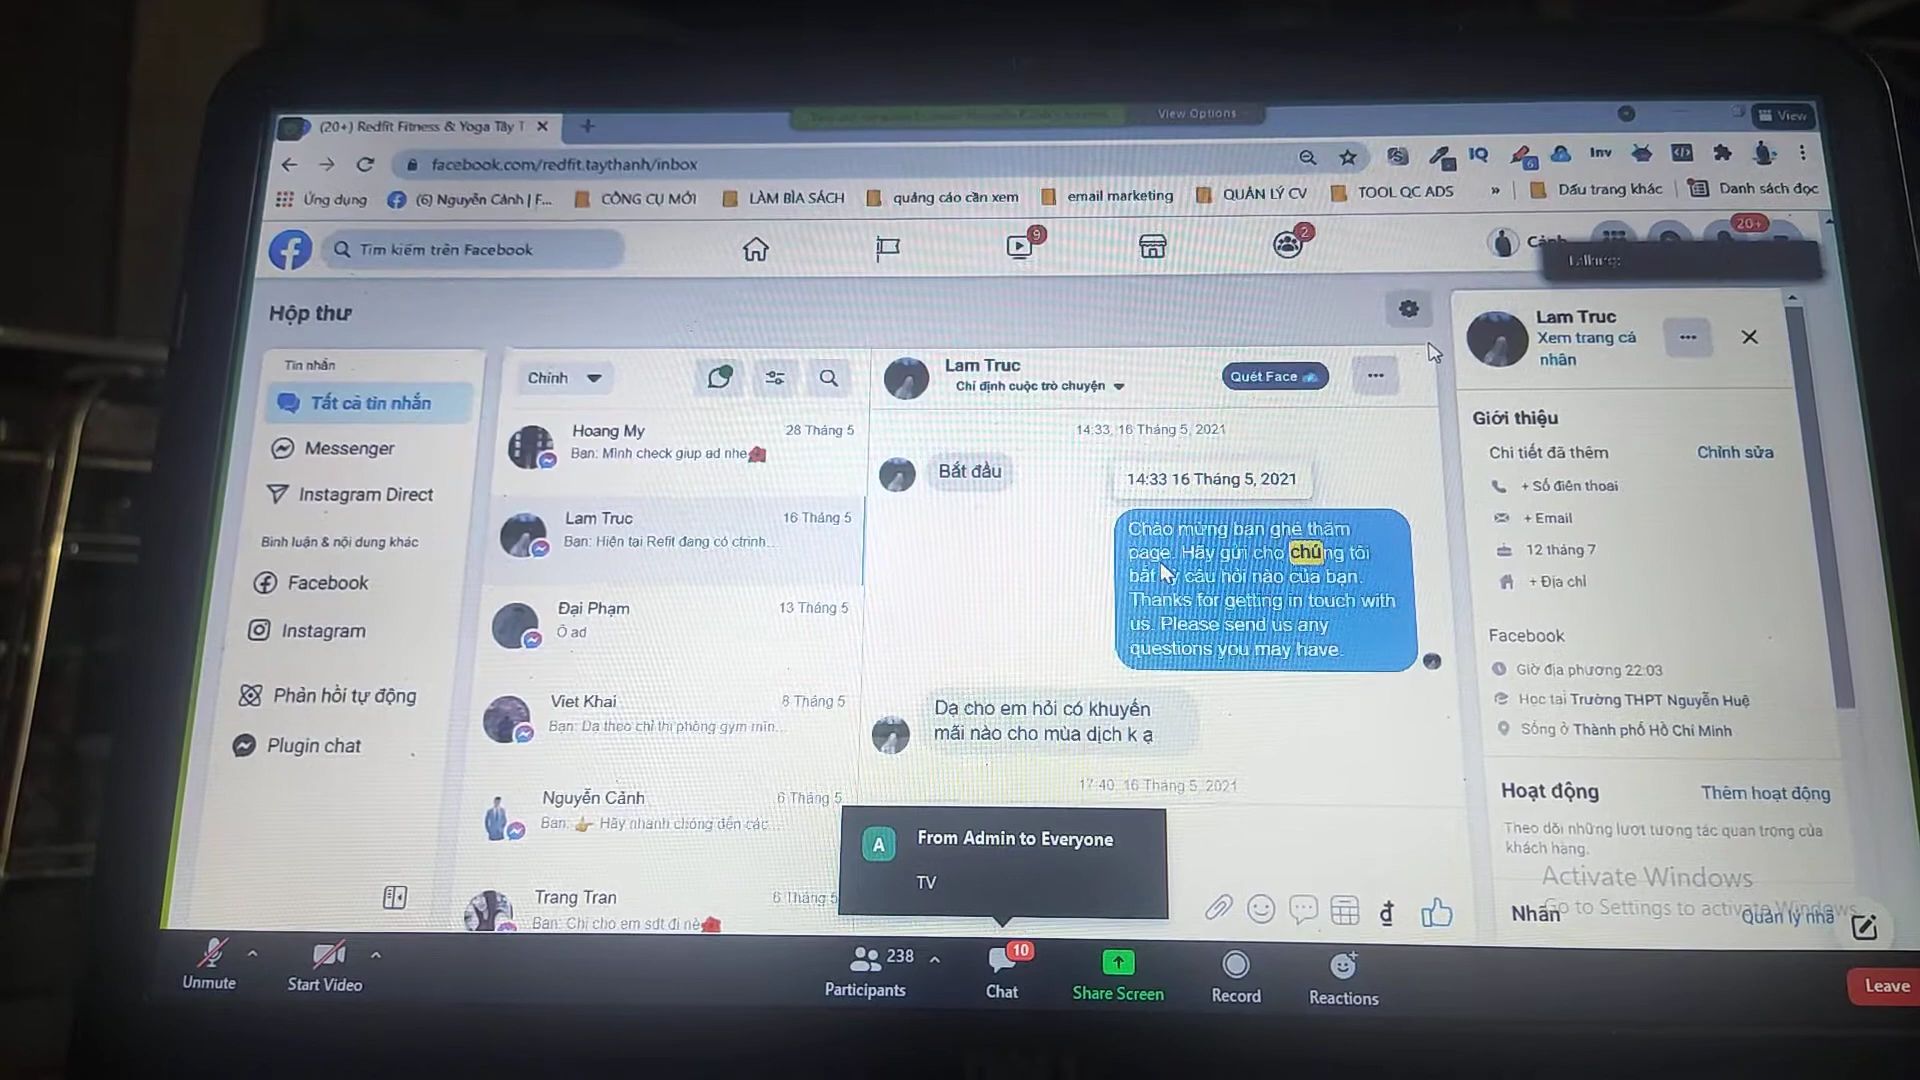 (20+) Redfit Fitness & Yoga Tây T
View Options
View
facebook.com/redfit.taythanh/inbox
IQ
Inv
Ứng dụng
(6) Nguyễn Cảnh | F...
CÔNG CỤ MỚI
LÀM BÌA SÁCH
quảng cáo cần xem
email marketing
QUẢN LÝ CV
TOOL QC ADS
»
Dấu trang khác
Danh sách đọc
Tìm kiếm trên Facebook
9
2
20+
Hộp thư
Tin nhắn
Tất cả tin nhắn
Messenger
Instagram Direct
Bình luận & nội dung khác
Facebook
Instagram
Phản hồi tự động
Plugin chat
Chính
Hoang My
28 Tháng 5
Bạn: Mình check giup ad nhe
Lam Truc
16 Tháng 5
Bạn: Hiện tại Refit đang có ctrinh...
Đại Phạm
13 Tháng 5
Ô ad
Viet Khai
8 Tháng 5
Bạn: Dạ theo chỉ thị phòng gym mìn...
Nguyễn Cảnh
6 Tháng 5
Bạn: 👉 Hãy nhanh chóng đến các ...
Trang Tran
6 Tháng 5
Bạn: Chị cho em sdt đi nè
Lam Truc
Chỉ định cuộc trò chuyện
Quét Face
14:33, 16 Tháng 5, 2021
Bắt đầu
14:33 16 Tháng 5, 2021
Chào mừng bạn ghé thăm
page. Hãy gửi cho chúng tôi
bất kỳ câu hỏi nào của bạn.
Thanks for getting in touch with
us. Please send us any
questions you may have.
Dạ cho em hỏi có khuyến
mãi nào cho mùa dịch k ạ
17:40, 16 Tháng 5, 2021
Lam Truc
Xem trang cá
nhân
Giới thiệu
Chi tiết đã thêm
Chỉnh sửa
+ Số điện thoại
+ Email
12 tháng 7
+ Địa chỉ
Facebook
Giờ địa phương 22:03
Học tại Trường THPT Nguyễn Huệ
Sống ở Thành phố Hồ Chí Minh
Hoạt động
Thêm hoạt động
Theo dõi những lượt tương tác quan trọng của
khách hàng.
Activate Windows
Go to Settings to activate Windows.
Nhãn
Quản lý nhã
A
From Admin to Everyone
TV
Unmute
Start Video
238
Participants
10
Chat
Share Screen
Record
Reactions
Leave